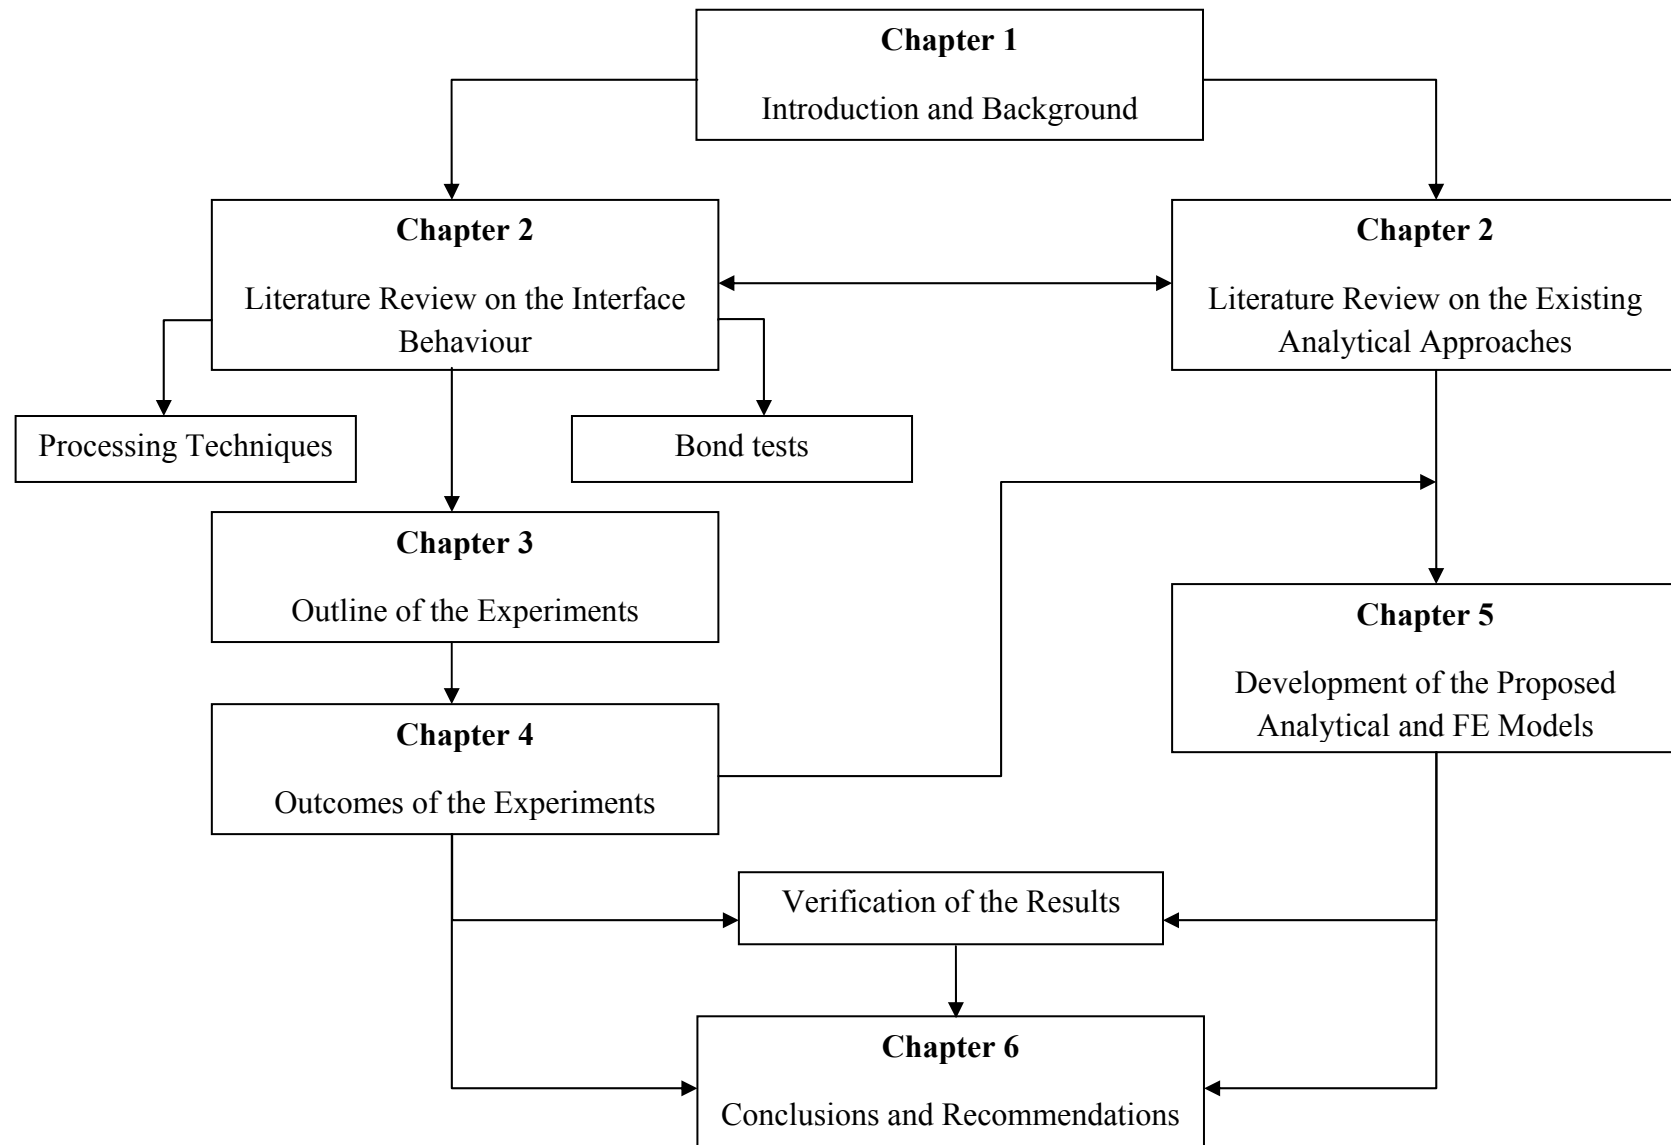 Chapter 1
Introduction and Background
Chapter 2
Literature Review on the Interface
Behaviour
Chapter 2
Literature Review on the Existing
Analytical Approaches
Processing Techniques
Bond tests
Chapter 3
Outline of the Experiments
Chapter 5
Development of the Proposed
Analytical and FE Models
Chapter 4
Outcomes of the Experiments
Verification of the Results
Chapter 6
Conclusions and Recommendations